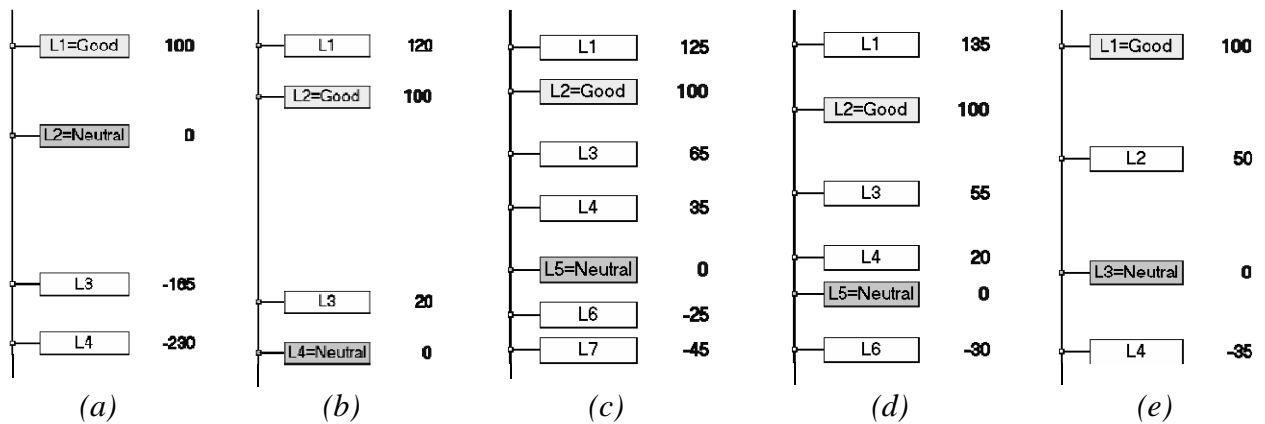 L1=Good 100
L2=Neutral 0
L3 -165
L4 -230
(a)
L1 120
L2=Good 100
L3 20
L4=Neutral 0
(b)
L1 125
L2=Good 100
L3 65
L4 35
L5=Neutral 0
L6 -25
L7 -45
(c)
L1 135
L2=Good 100
L3 55
L4 20
L5=Neutral 0
L6 -30
(d)
L1=Good 100
L2 50
L3=Neutral 0
L4 -35
(e)